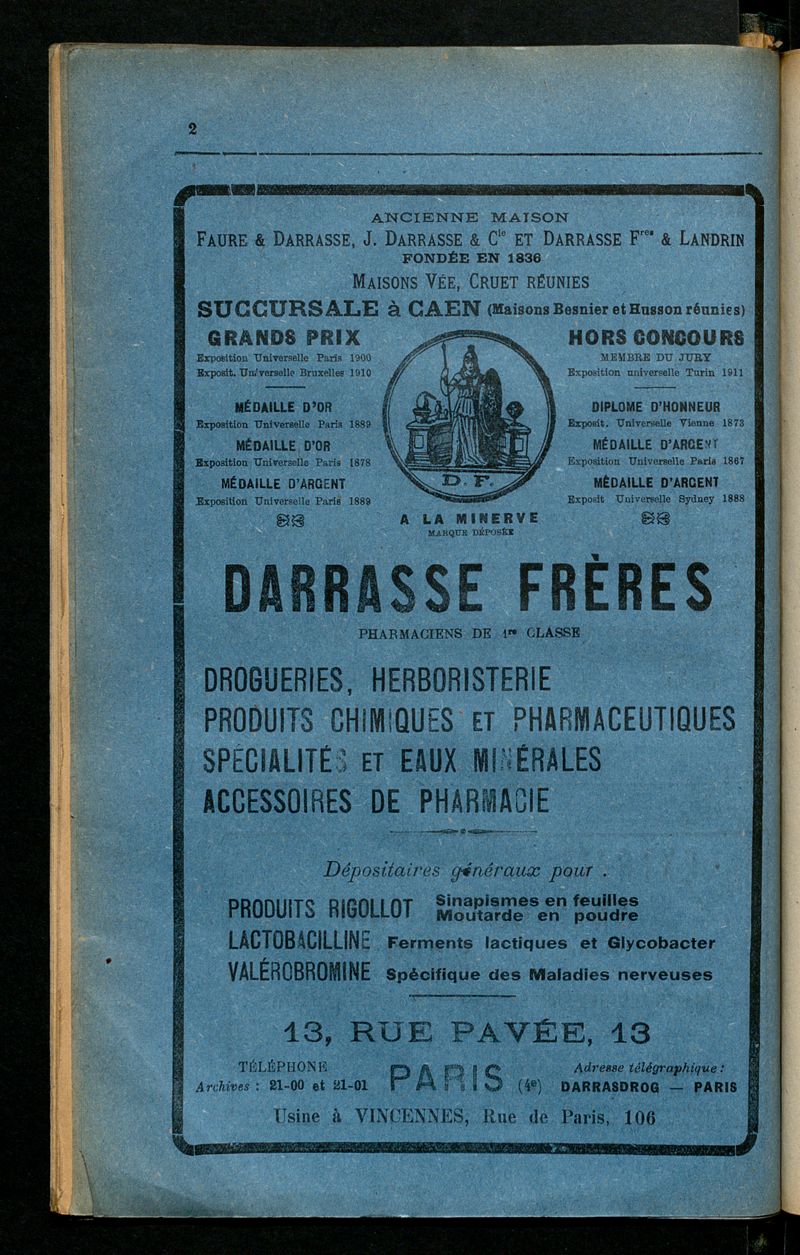 2
ANCIENNE MAISON
FAURE & DARRASSE, J. DARRASSE & Cie ET DARRASSE Fres & LANDRIN
FONDÉE EN 1836
MAISONS VÉE, CRUET RÉUNIES
SUCCURSALE à CAEN (Maisons Besnier et Husson réunies)
GRANDS PRIX
Exposition Universelle Paris 1900
Exposit. Universelle Bruxelles 1910
MÉDAILLE D'OR
Exposition Universelle Paris 1889
MÉDAILLE D'OR
Exposition Universelle Paris 1878
MÉDAILLE D'ARGENT
Exposition Universelle Paris 1889
D. F.
A LA MINERVE
MARQUE DÉPOSÉE
HORS CONCOURS
MEMBRE DU JURY
Exposition universelle Turin 1911
DIPLOME D'HONNEUR
Exposit. Universelle Vienne 1873
MÉDAILLE D'ARGENT
Exposition Universelle Paris 1867
MÉDAILLE D'ARGENT
Exposit Universelle Sydney 1888
DARRASSE FRÈRES
PHARMACIENS DE 1re CLASSE
DROGUERIES, HERBORISTERIE
PRODUITS CHIMIQUES ET PHARMACEUTIQUES
SPÉCIALITÉS ET EAUX MINÉRALES
ACCESSOIRES DE PHARMACIE
Dépositaires généraux pour .
PRODUITS RIGOLLOT Sinapismes en feuilles
Moutarde en poudre
LACTOBACILLINE Ferments lactiques et Glycobacter
VALÉROBROMINE Spécifique des Maladies nerveuses
13, RUE PAVÉE, 13
TÉLÉPHONE
Archives : 21-00 et 21-01
PARIS (4e)
Adresse télégraphique :
DARRASDROG — PARIS
Usine à VINCENNES, Rue de Paris, 106